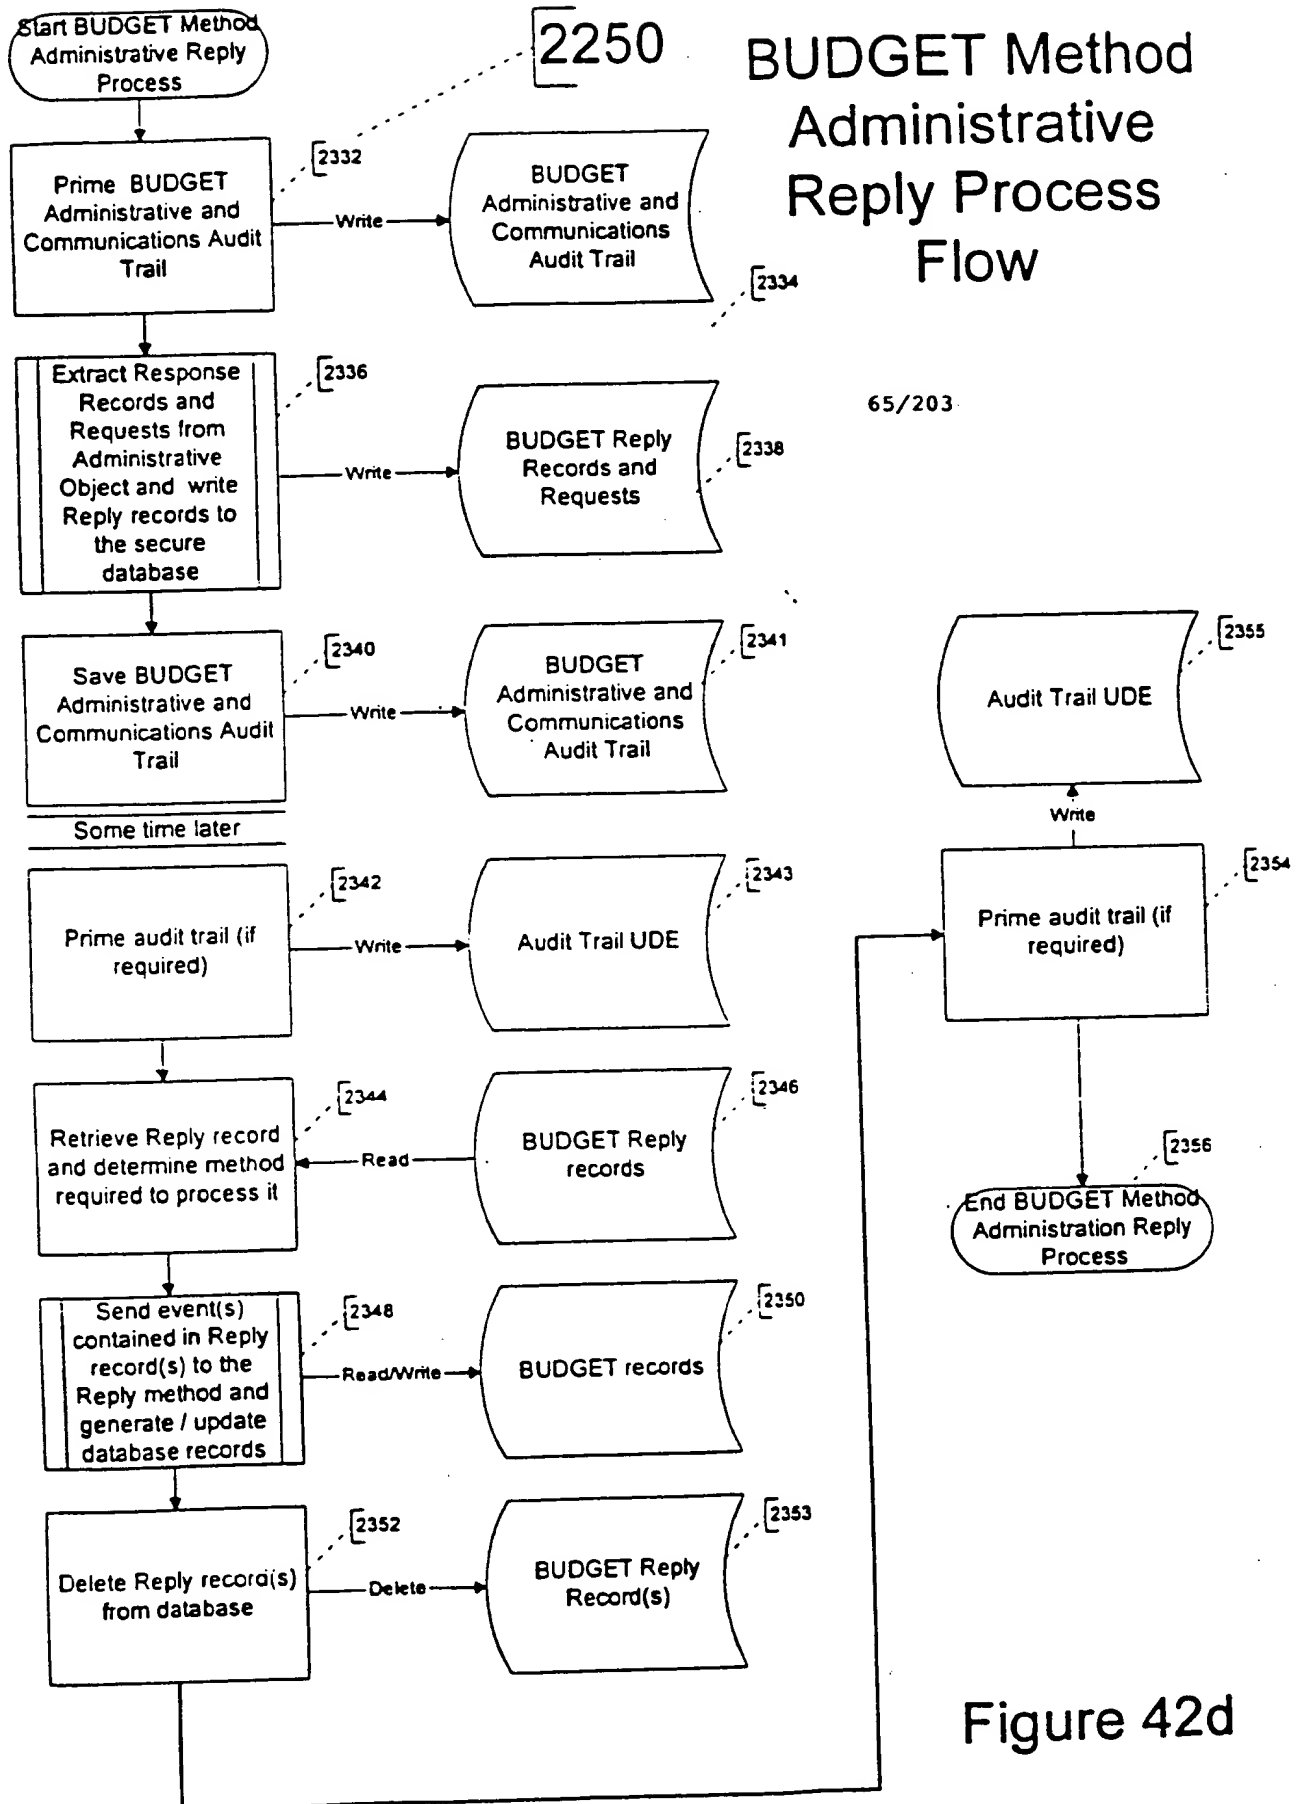 Start BUDGET Method
Administrative Reply
Process
2250
BUDGET Method
Administrative
Reply Process
Flow
2332
Prime BUDGET
Administrative and
Communications Audit
Trail
Write
BUDGET
Administrative and
Communications
Audit Trail
2334
Extract Response
Records and
Requests from
Administrative
Object and write
Reply records to
the secure
database
2336
Write
BUDGET Reply
Records and
Requests
2338
65/203
Save BUDGET
Administrative and
Communications Audit
Trail
2340
Write
BUDGET
Administrative and
Communications
Audit Trail
2341
Some time later
Prime audit trail (if
required)
2342
Write
Audit Trail UDE
2343
Retrieve Reply record
and determine method
required to process it
2344
Read
BUDGET Reply
records
2346
Send event(s)
contained in Reply
record(s) to the
Reply method and
generate / update
database records
2348
Read/Write
BUDGET records
2350
Delete Reply record(s)
from database
2352
Delete
BUDGET Reply
Record(s)
2353
Audit Trail UDE
2355
Write
Prime audit trail (if
required)
2354
2356
End BUDGET Method
Administration Reply
Process
Figure 42d